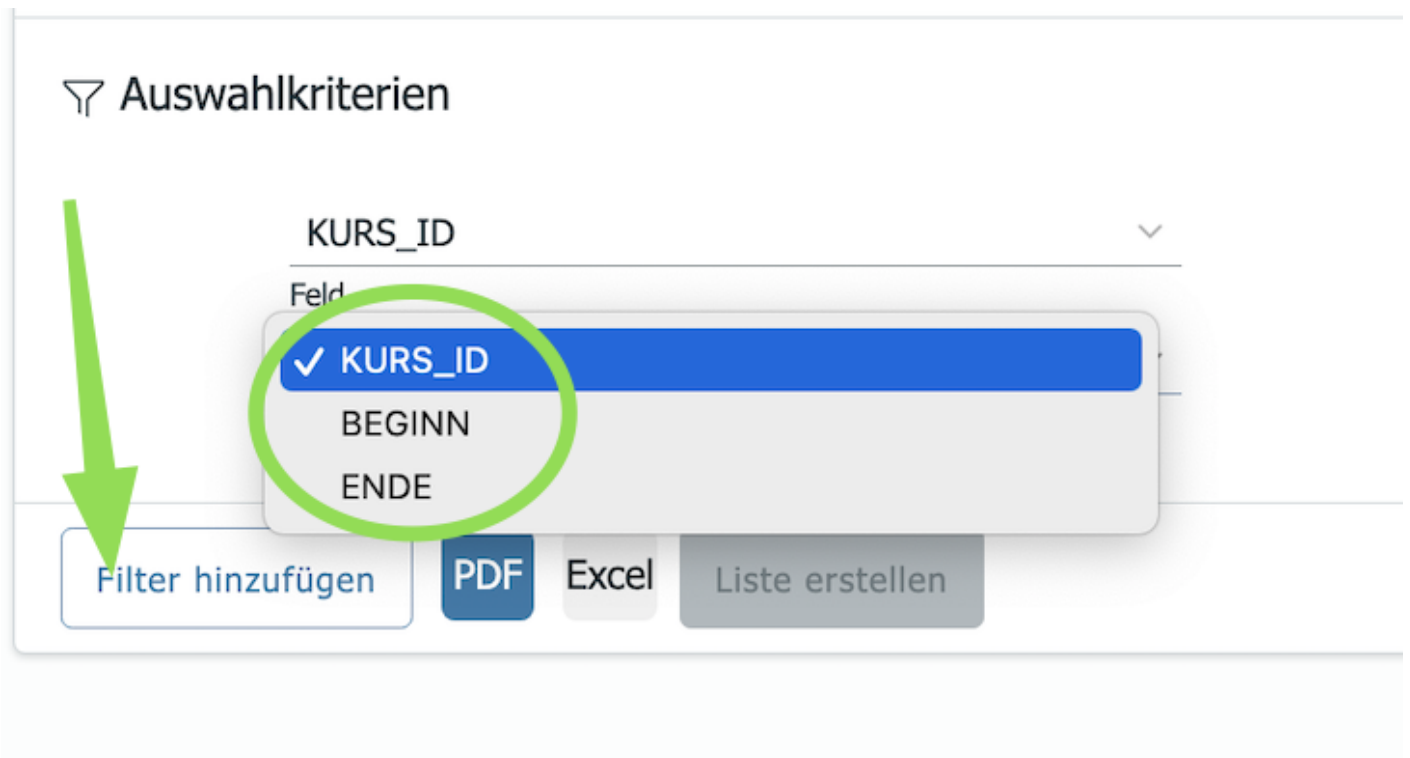 Auswahlkriterien
KURS_ID
Feld
KURS_ID
BEGINN
ENDE
Filter hinzufügen PDF Excel Liste erstellen